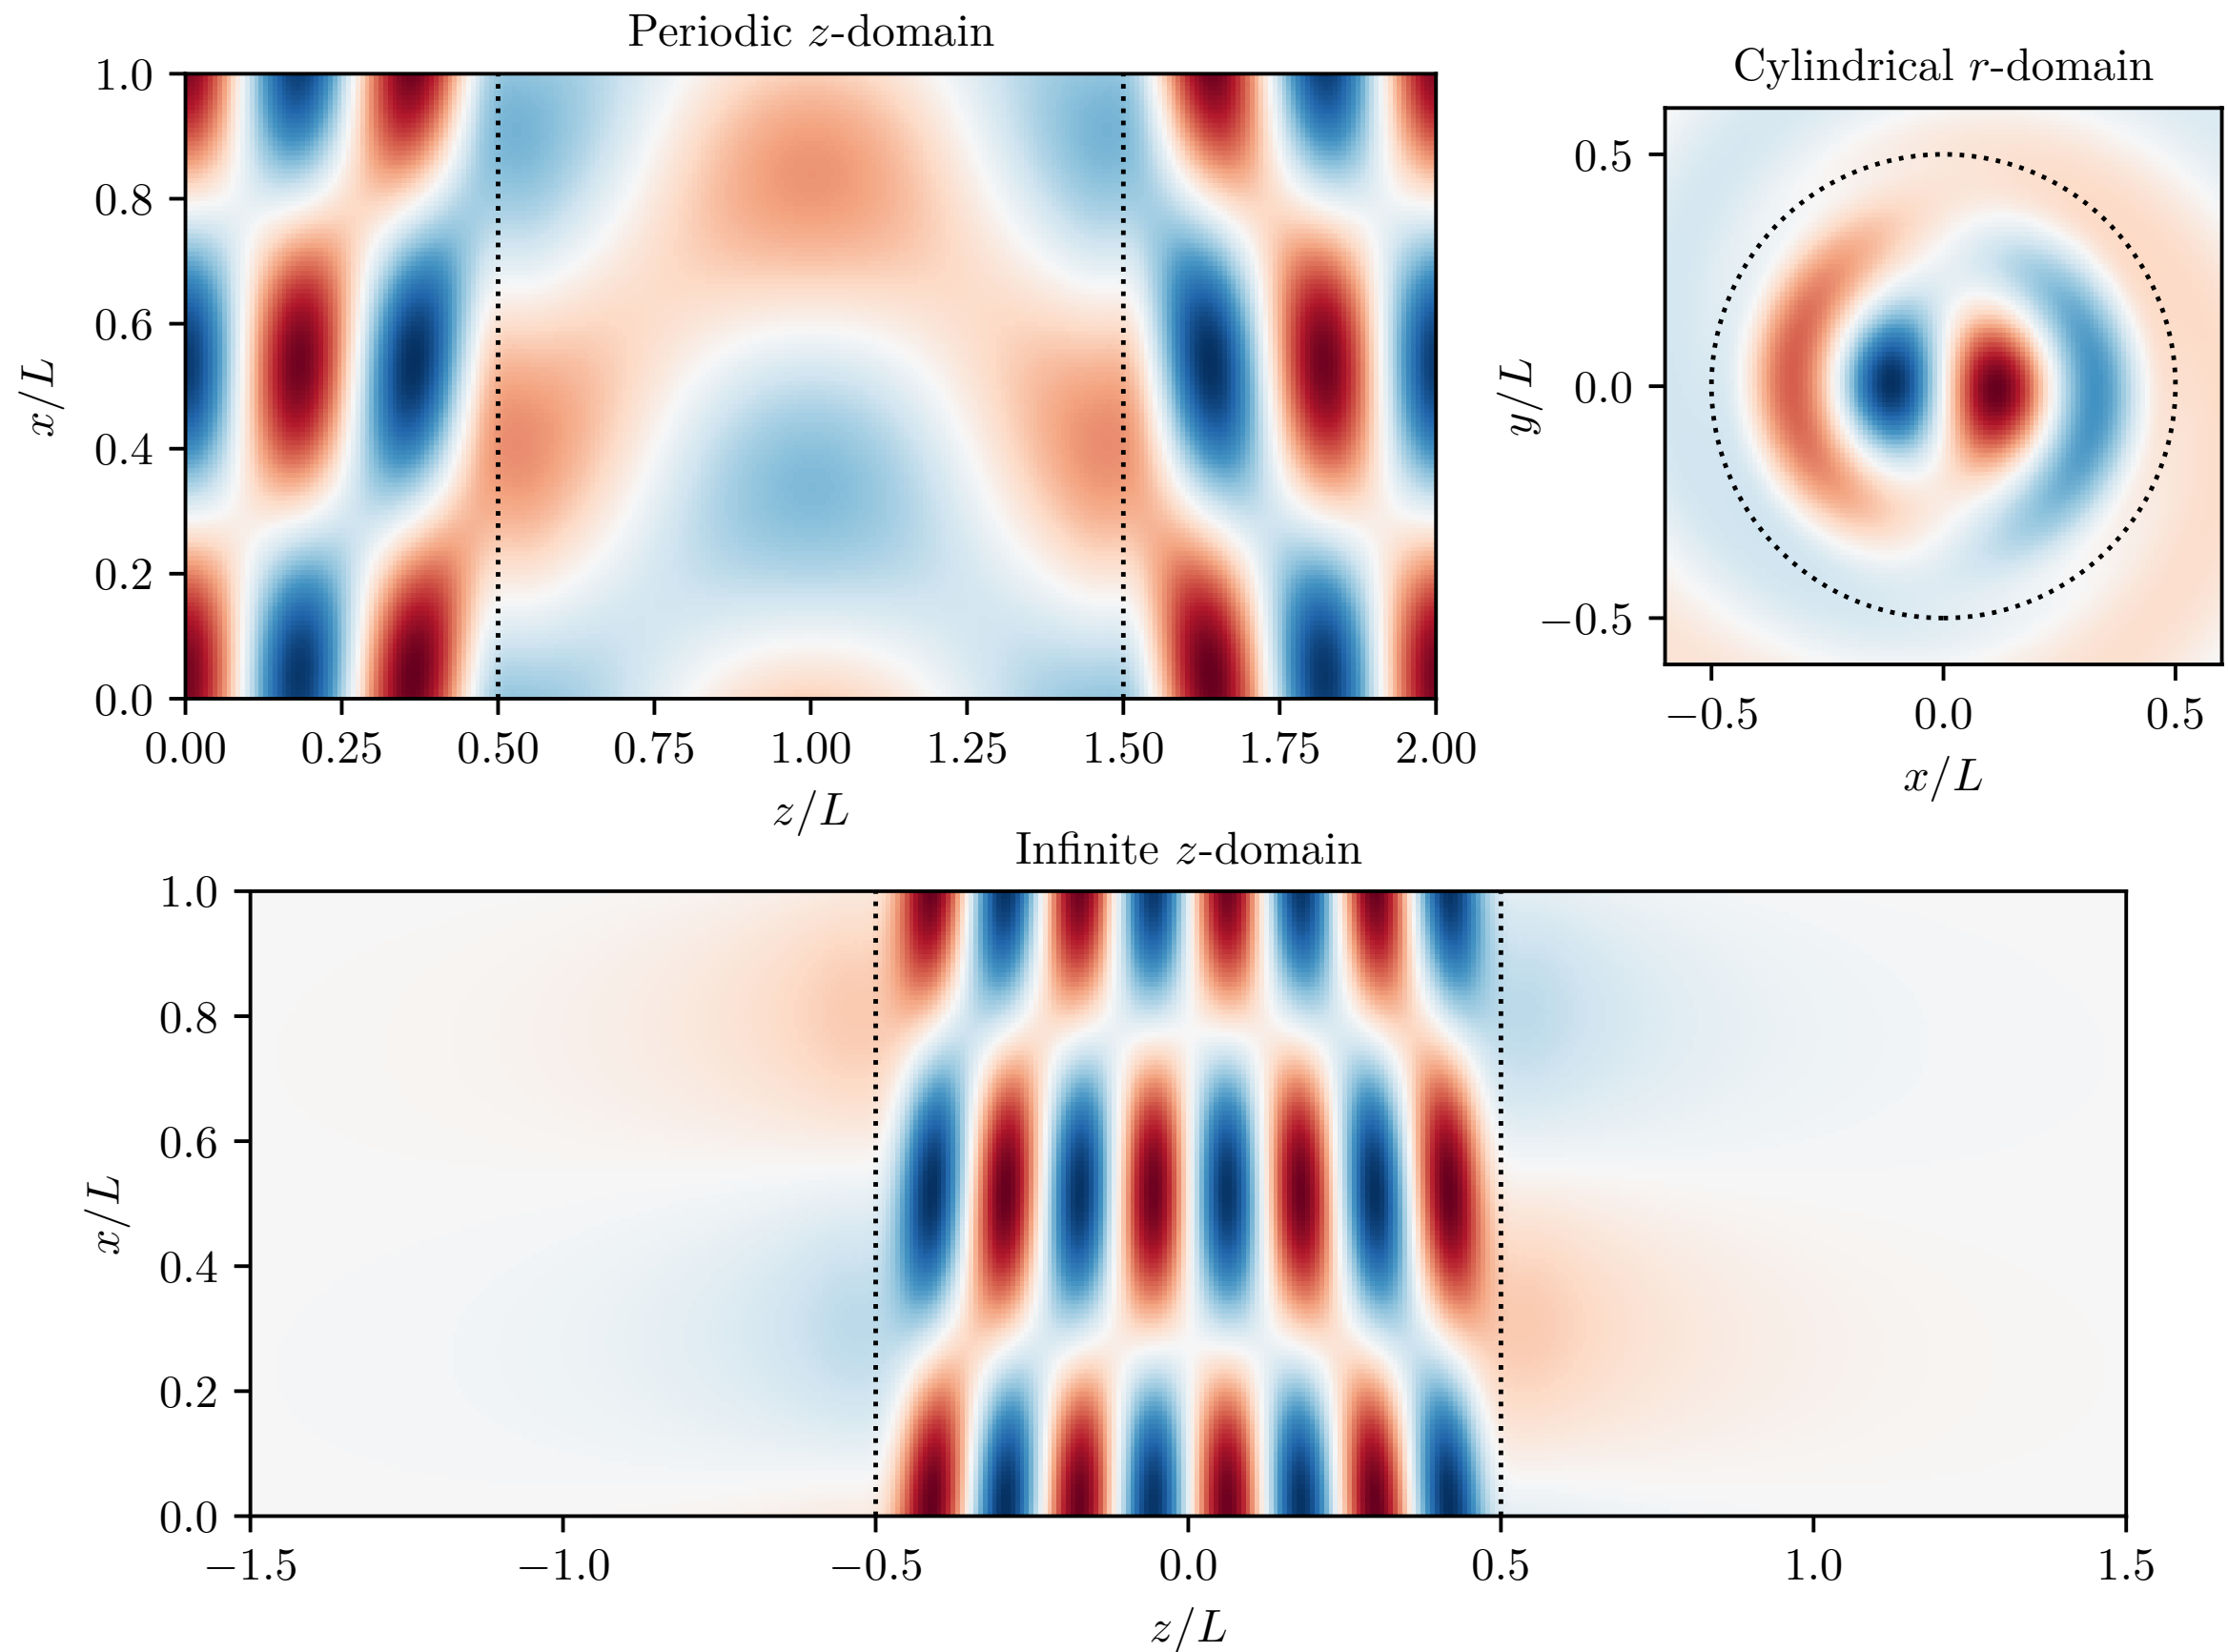 Periodic z-domain
1.0
0.8
0.6
0.4
0.2
0.0
x/L
0.00 0.25 0.50 0.75 1.00 1.25 1.50 1.75 2.00
z/L
Cylindrical r-domain
0.5
0.0
−0.5
y/L
−0.5 0.0 0.5
x/L
Infinite z-domain
1.0
0.8
0.6
0.4
0.2
0.0
x/L
−1.5 −1.0 −0.5 0.0 0.5 1.0 1.5
z/L